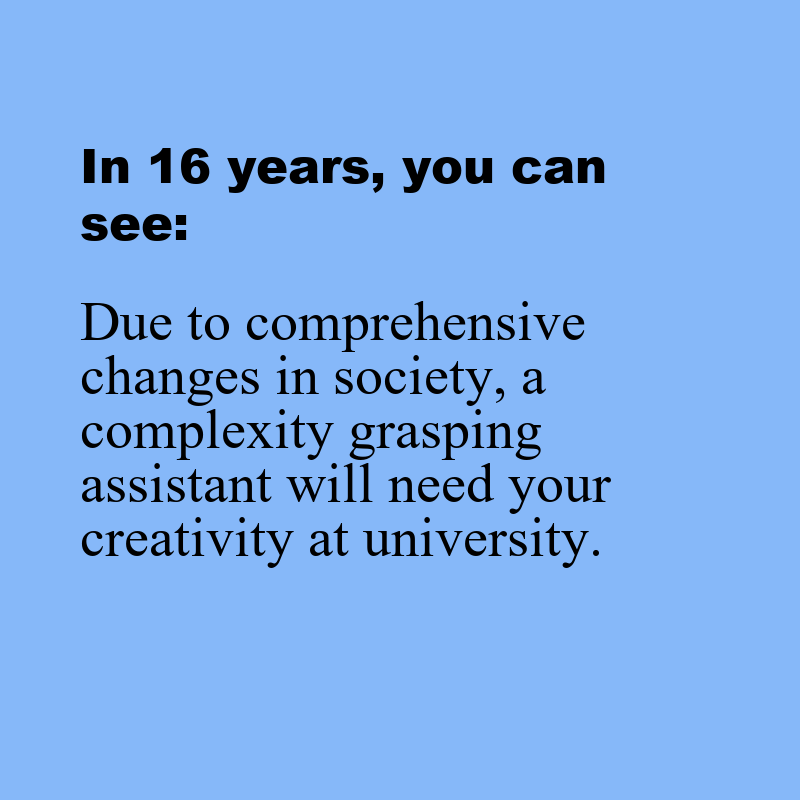 In 16 years, you can
see:
Due to comprehensive
changes in society, a
complexity grasping
assistant will need your
creativity at university.